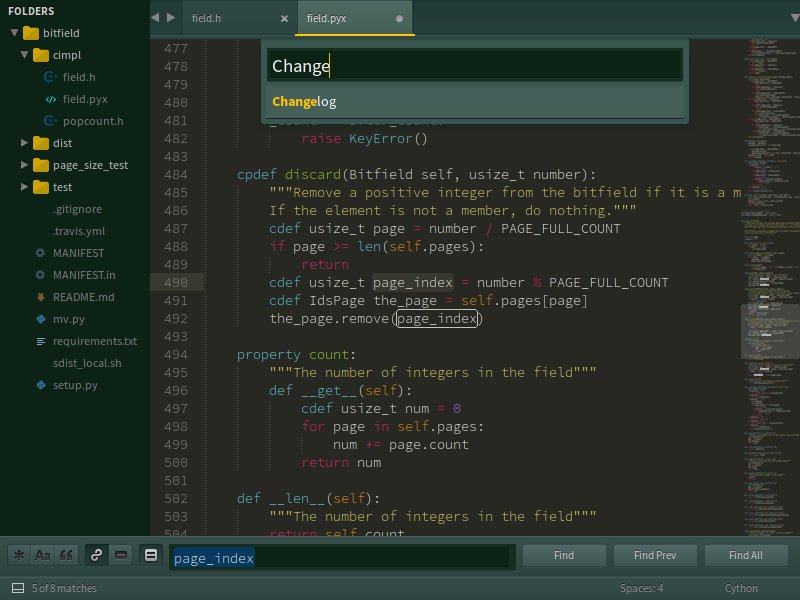 FOLDERS
bitfield
cimpl
field.h
field.pyx
popcount.h
dist
page_size_test
test
.gitignore
.travis.yml
MANIFEST
MANIFEST.in
README.md
mv.py
requirements.txt
sdist_local.sh
setup.py
field.h ×
field.pyx
Change
Changelog
477
478
479
480
481
482 raise KeyError()
483
484 cpdef discard(Bitfield self, usize_t number):
485 """Remove a positive integer from the bitfield if it is a m
486 If the element is not a member, do nothing."""
487 cdef usize_t page = number / PAGE_FULL_COUNT
488 if page >= len(self.pages):
489 return
490 cdef usize_t page_index = number % PAGE_FULL_COUNT
491 cdef IdsPage the_page = self.pages[page]
492 the_page.remove(page_index)
493
494 property count:
495 """The number of integers in the field"""
496 def __get__(self):
497 cdef usize_t num = 0
498 for page in self.pages:
499 num += page.count
500 return num
501
502 def __len__(self):
503 """The number of integers in the field"""
504 return self.count
* Aa “
page_index
Find Find Prev Find All
5 of 8 matches Spaces: 4 Cython